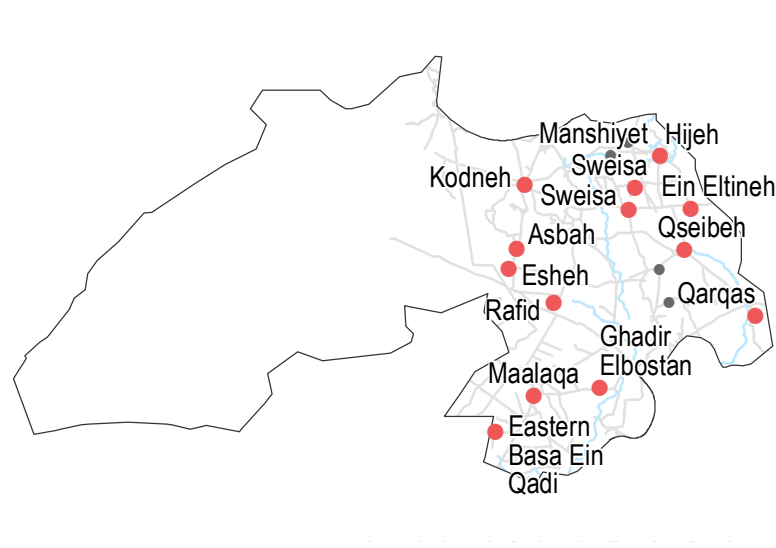 Manshiyet Hijeh
Sweisa
Kodneh
Sweisa
Ein Eltineh
Qseibeh
Asbah
Esheh
Qarqas
Rafid
Ghadir
Elbostan
Maalaqa
Eastern
Basa Ein
Qadi